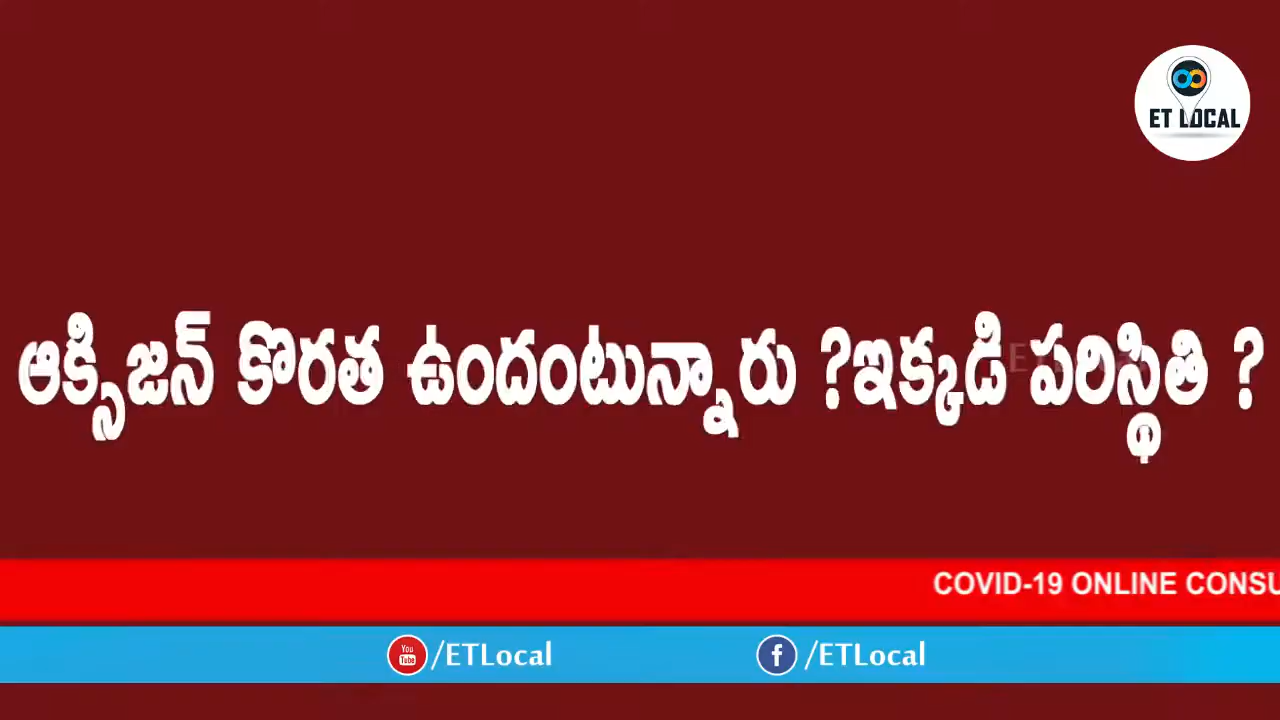 ET LOCAL
ఆక్సిజన్ కొరత ఉందంటున్నారు ?ఇక్కడి పరిస్థితి ?
COVID-19 ONLINE CONSU
/ETLocal /ETLocal